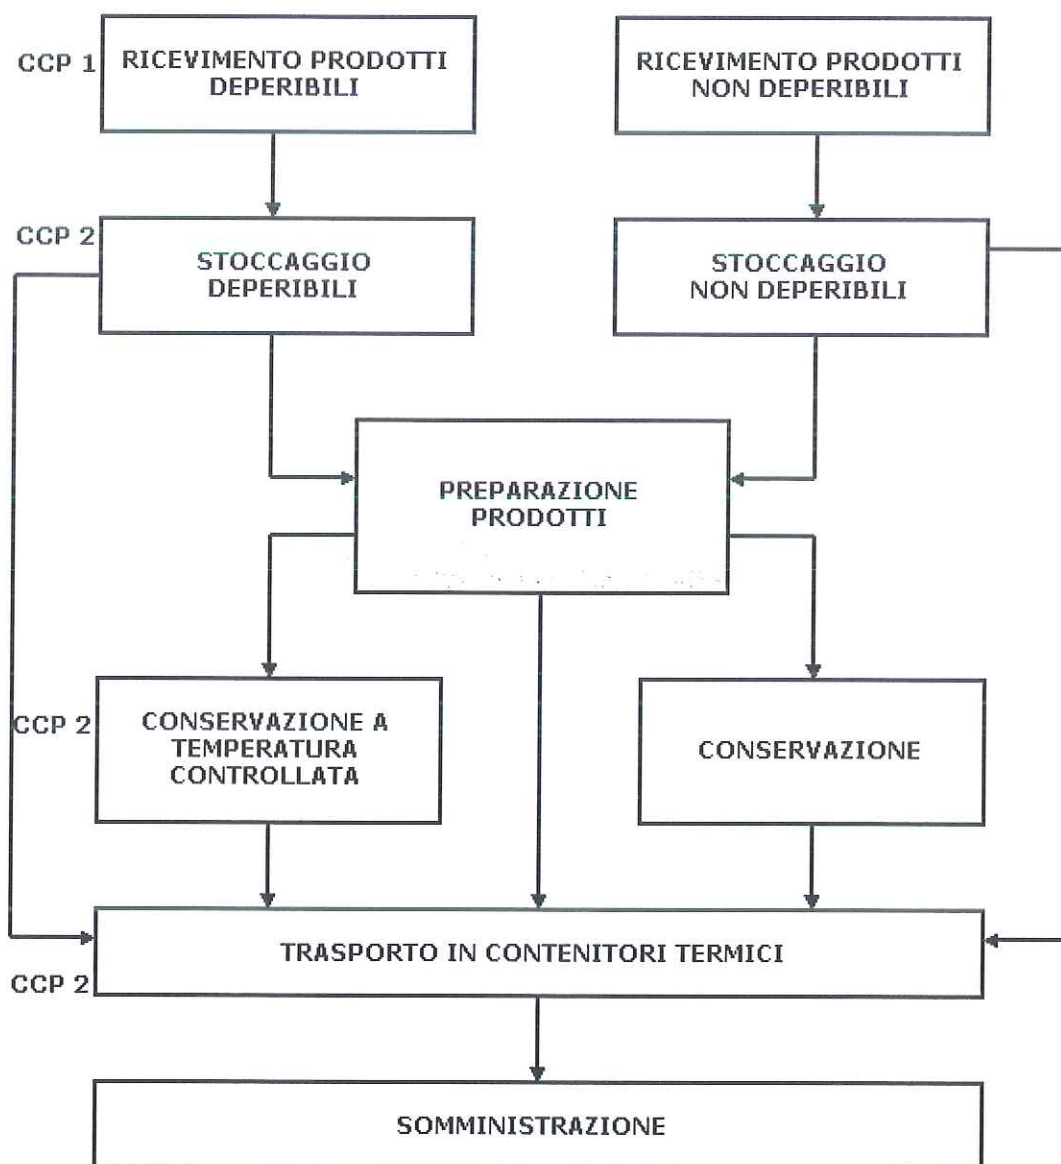 CCP 1
RICEVIMENTO PRODOTTI
DEPERIBILI
RICEVIMENTO PRODOTTI
NON DEPERIBILI
CCP 2
STOCCAGGIO
DEPERIBILI
STOCCAGGIO
NON DEPERIBILI
PREPARAZIONE
PRODOTTI
CCP 2
CONSERVAZIONE A
TEMPERATURA
CONTROLLATA
CONSERVAZIONE
TRASPORTO IN CONTENITORI TERMICI
CCP 2
SOMMINISTRAZIONE